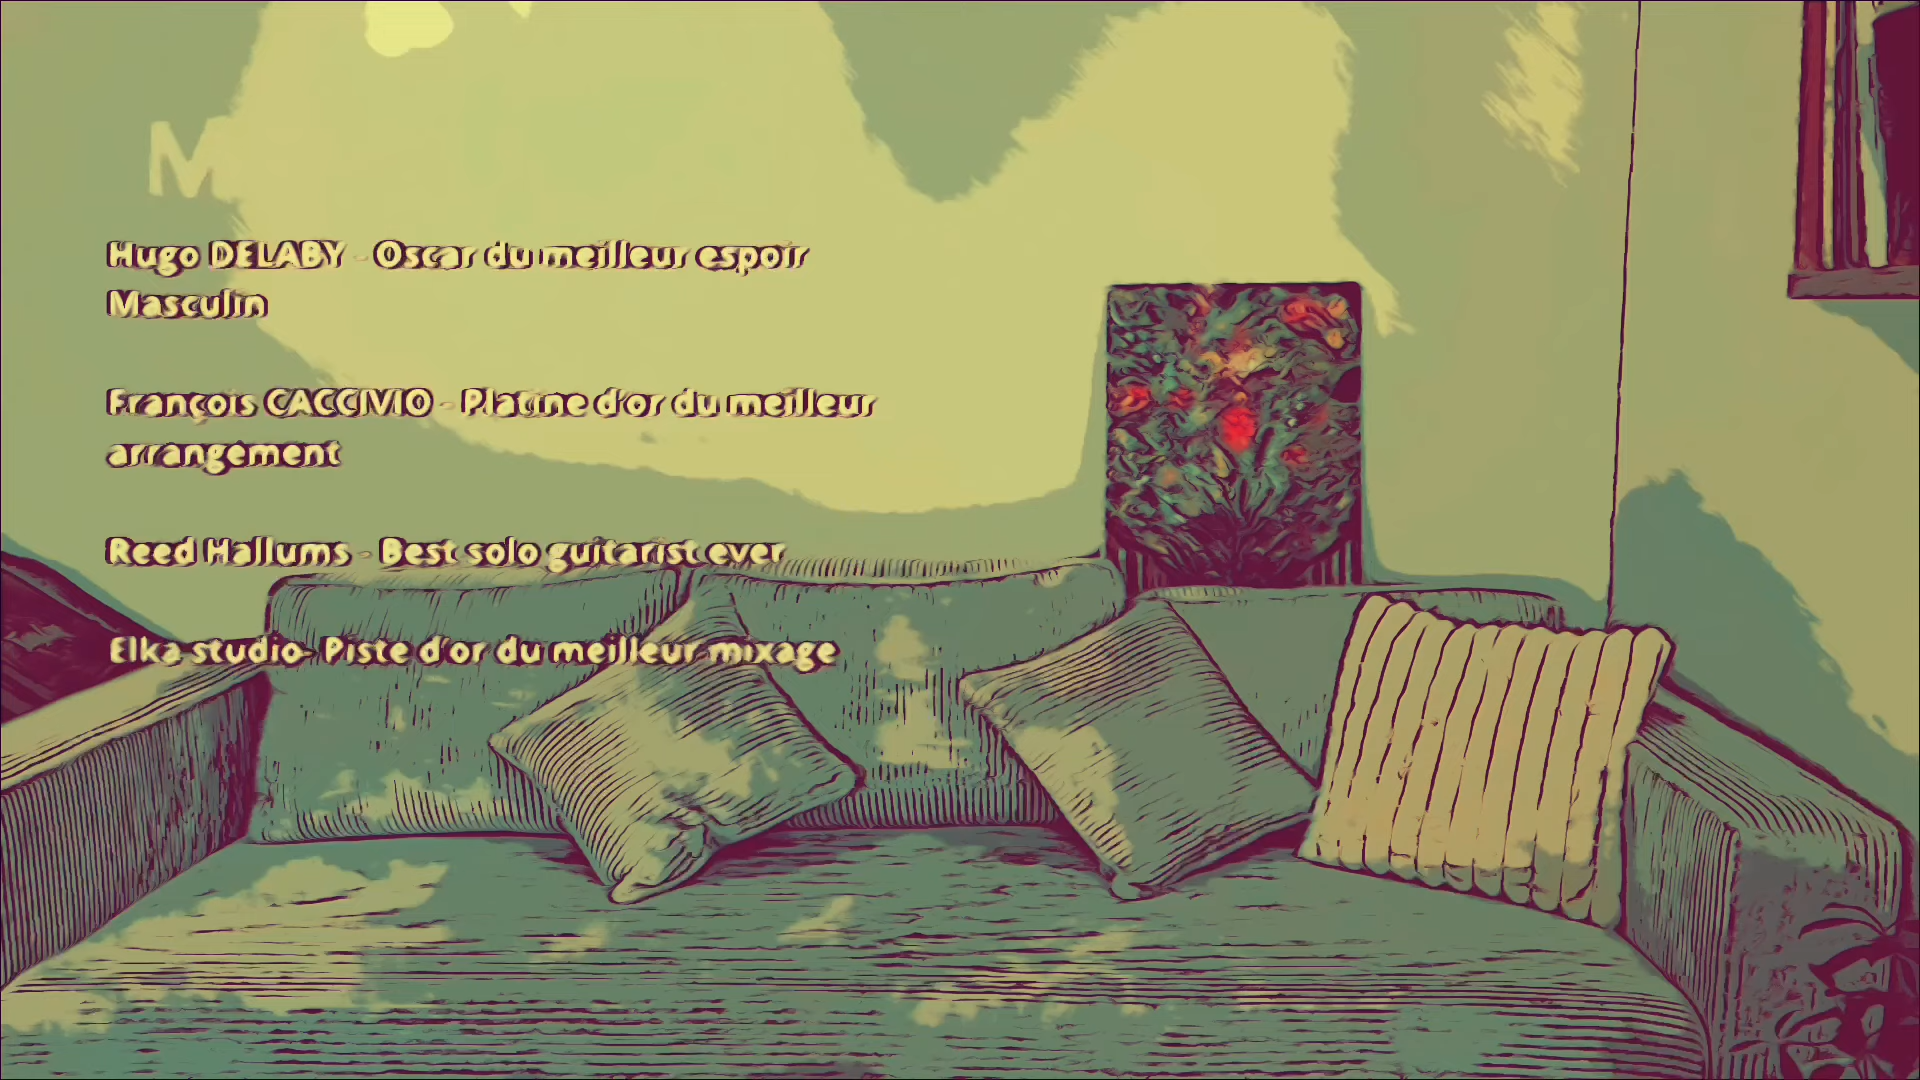 M
Hugo DELABY - Oscar du meilleur espoir
Masculin
François CACCIVIO - Platine d'or du meilleur
arrangement
Reed Hallums - Best solo guitarist ever
Elka studio- Piste d'or du meilleur mixage